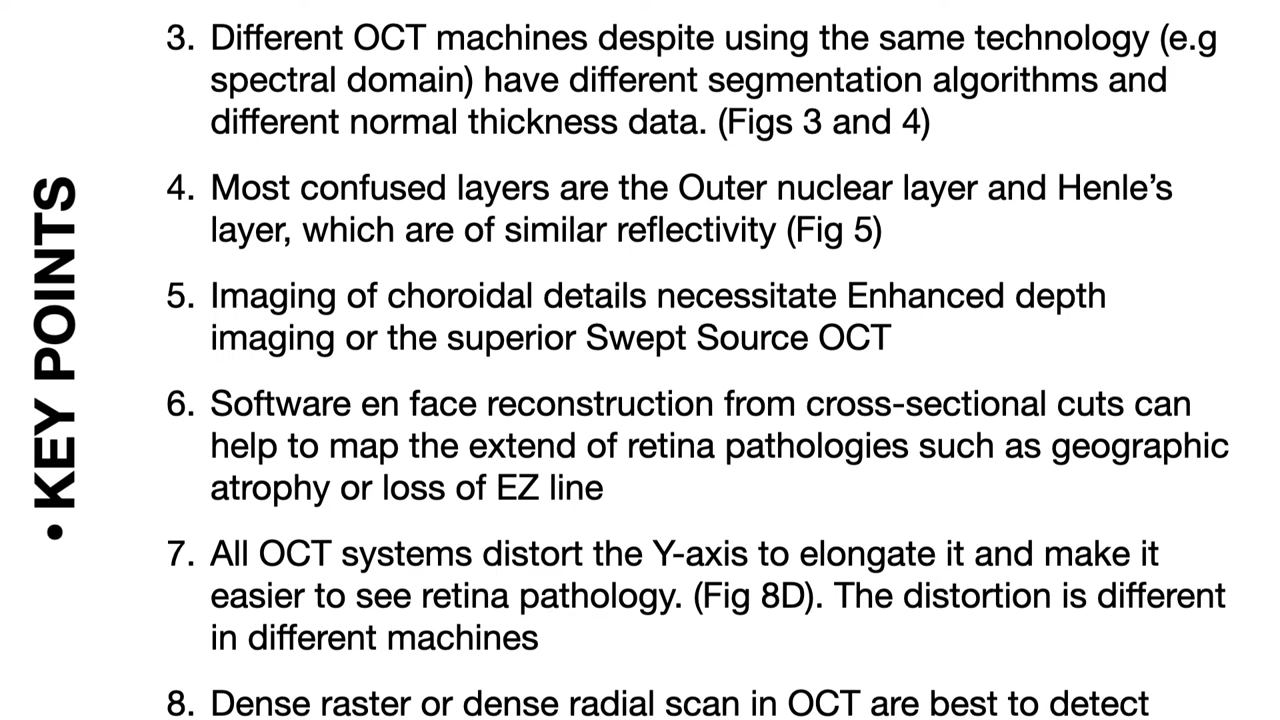 • KEY POINTS
3. Different OCT machines despite using the same technology (e.g
spectral domain) have different segmentation algorithms and
different normal thickness data. (Figs 3 and 4)
4. Most confused layers are the Outer nuclear layer and Henle’s
layer, which are of similar reflectivity (Fig 5)
5. Imaging of choroidal details necessitate Enhanced depth
imaging or the superior Swept Source OCT
6. Software en face reconstruction from cross-sectional cuts can
help to map the extend of retina pathologies such as geographic
atrophy or loss of EZ line
7. All OCT systems distort the Y-axis to elongate it and make it
easier to see retina pathology. (Fig 8D). The distortion is different
in different machines
8. Dense raster or dense radial scan in OCT are best to detect